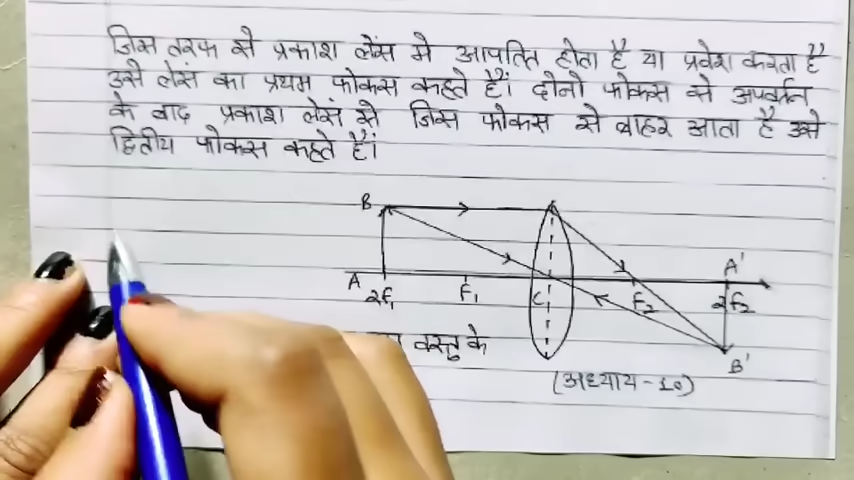 जिस तरफ से प्रकाश लेंस मे आपतित होता है या प्रवेश करता है
उसे लेंस का प्रथम फोकस कहते हैं। दोनो फोकस से अपवर्तन
के बाद प्रकाश लेंस से जिस फोकस से बाहर आता है उसे
द्वितीय फोकस कहते हैं।
B
A'
A
2F₁
F₁
C
F₂
2F₂
वस्तु के
B'
(अध्याय-10)